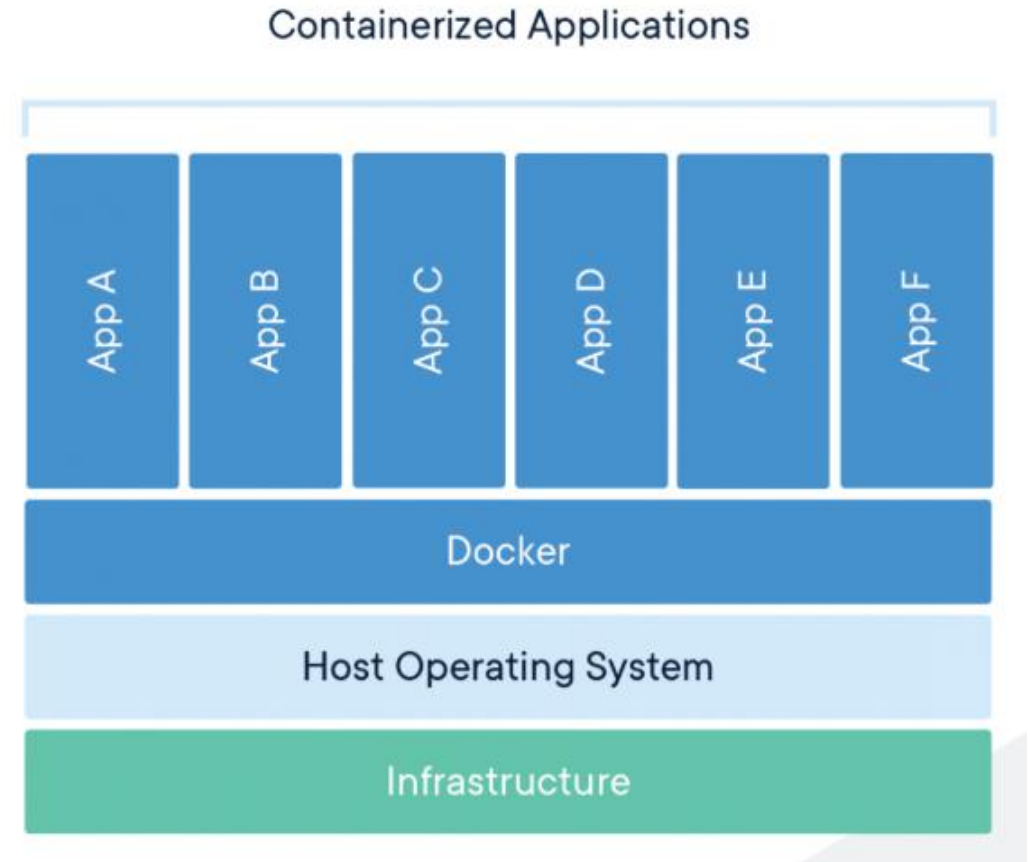 Containerized Applications
App A
App B
App C
App D
App E
App F
Docker
Host Operating System
Infrastructure